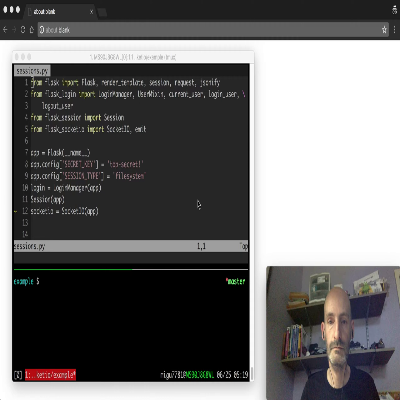 about:blank
about:blank
sessions.py
1 from flask import Flask, render_template, session, request, jsonify
2 from flask_login import LoginManager, UserMixin, current_user, login_user, \
3     logout_user
4 from flask_session import Session
5 from flask_socketio import SocketIO, emit
6
7 app = Flask(__name__)
8 app.config['SECRET_KEY'] = 'top-secret!'
9 app.config['SESSION_TYPE'] = 'filesystem'
10 login = LoginManager(app)
11 Session(app)
12 socketio = SocketIO(app)
13
14
sessions.py 1,1 Top
example $ *master
[0] 1:..ketio/example* 06/25 05:19